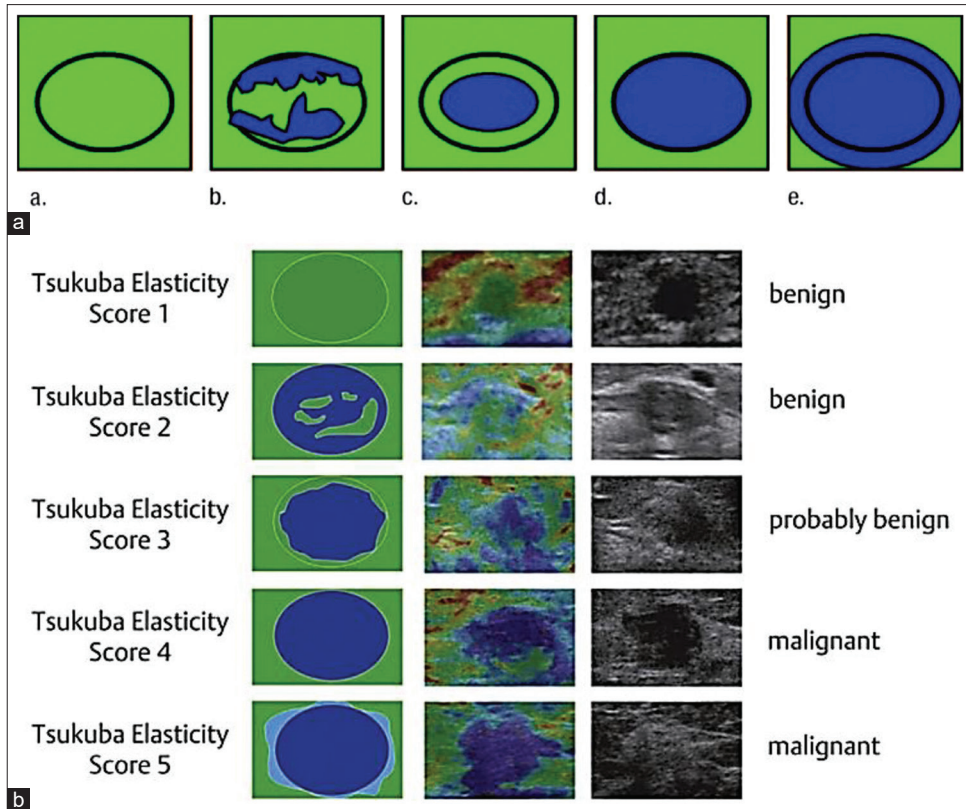 a. b. c. d. e.
a
Tsukuba Elasticity
Score 1
benign
Tsukuba Elasticity
Score 2
benign
Tsukuba Elasticity
Score 3
probably benign
Tsukuba Elasticity
Score 4
malignant
Tsukuba Elasticity
Score 5
malignant
b